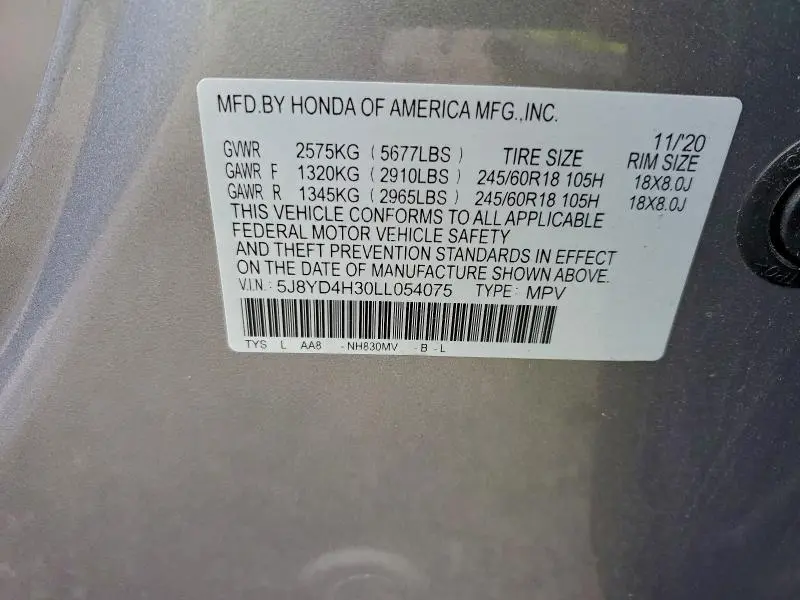 MFD.BY HONDA OF AMERICA MFG.,INC.
11/'20
GVWR 2575KG (5677LBS) TIRE SIZE RIM SIZE
GAWR F 1320KG (2910LBS) 245/60R18 105H 18X8.0J
GAWR R 1345KG (2965LBS) 245/60R18 105H 18X8.0J
THIS VEHICLE CONFORMS TO ALL APPLICABLE
FEDERAL MOTOR VEHICLE SAFETY
AND THEFT PREVENTION STANDARDS IN EFFECT
ON THE DATE OF MANUFACTURE SHOWN ABOVE.
V.I.N.: 5J8YD4H30LL054075 TYPE: MPV
TYS L AA8 -NH830MV -B -L